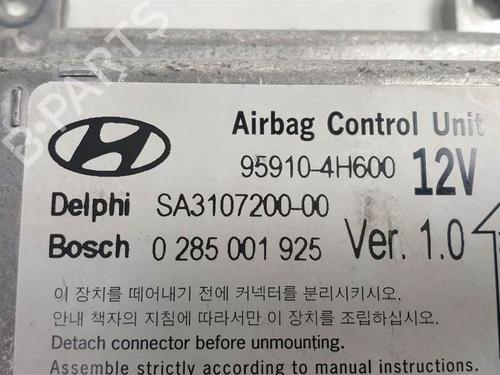 Airbag Control Unit
95910-4H600 12V
Delphi SA3107200-00
Bosch 0 285 001 925 Ver. 1.0
이 장치를 떼어내기 전에 커넥터를 분리시키시오.
안내 책자의 지침에 따라서만 이 장치를 조립하십시오.
Detach connector before unmounting.
Assemble strictly according to manual instructions.
B-PARTS